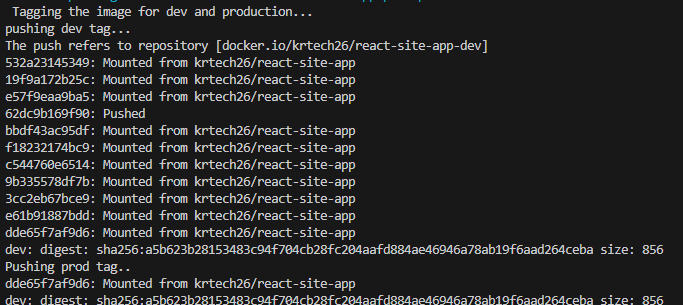 Tagging the image for dev and production...
pushing dev tag...
The push refers to repository [docker.io/krtech26/react-site-app-dev]
532a23145349: Mounted from krtech26/react-site-app
19f9a172b25c: Mounted from krtech26/react-site-app
e57f9eaa9ba5: Mounted from krtech26/react-site-app
62dc9b169f90: Pushed
bbdf43ac95df: Mounted from krtech26/react-site-app
f18232174bc9: Mounted from krtech26/react-site-app
c544760e6514: Mounted from krtech26/react-site-app
9b335578df7b: Mounted from krtech26/react-site-app
3cc2eb67bce9: Mounted from krtech26/react-site-app
e61b91887bdd: Mounted from krtech26/react-site-app
dde65f7af9d6: Mounted from krtech26/react-site-app
dev: digest: sha256:a5b623b28153483c94f704cb28fc204aafd884ae46946a78ab19f6aad264ceba size: 856
Pushing prod tag..
dde65f7af9d6: Mounted from krtech26/react-site-app
dev: digest: sha256:a5b623b28153483c94f704cb28fc204aafd884ae46946a78ab19f6aad264ceba size: 856